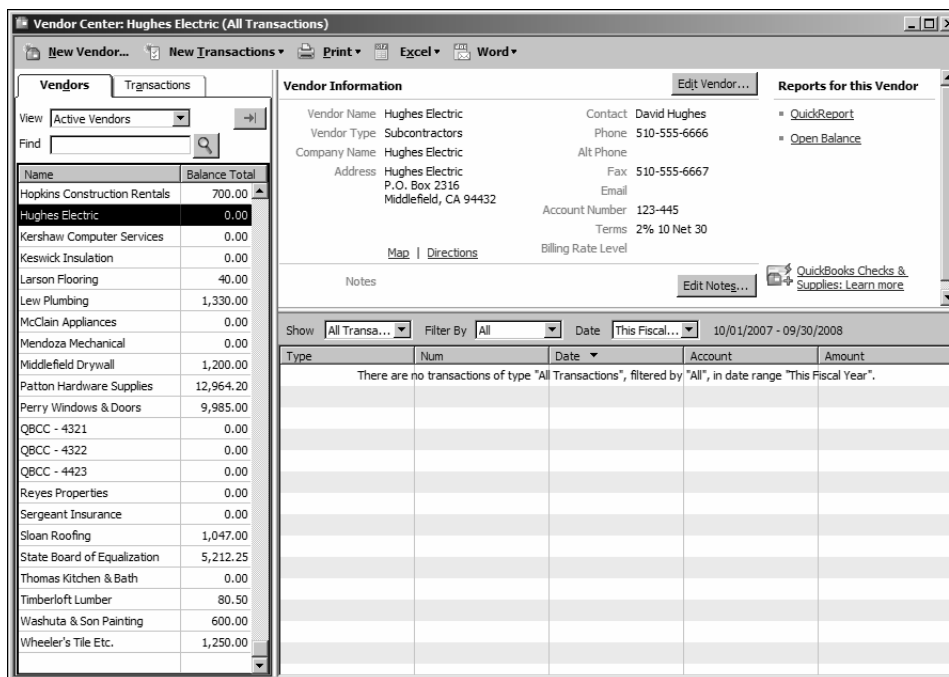 Vendor Center: Hughes Electric (All Transactions)
New Vendor... New Transactions Print Excel Word
Vendors Transactions
View Active Vendors
Find
Name Balance Total
Hopkins Construction Rentals 700.00
Hughes Electric 0.00
Kershaw Computer Services 0.00
Keswick Insulation 0.00
Larson Flooring 40.00
Lew Plumbing 1,330.00
McClain Appliances 0.00
Mendoza Mechanical 0.00
Middlefield Drywall 1,200.00
Patton Hardware Supplies 12,964.20
Perry Windows & Doors 9,985.00
QBCC - 4321 0.00
QBCC - 4322 0.00
QBCC - 4423 0.00
Reyes Properties 0.00
Sergeant Insurance 0.00
Sloan Roofing 1,047.00
State Board of Equalization 5,212.25
Thomas Kitchen & Bath 0.00
Timberloft Lumber 80.50
Washuta & Son Painting 600.00
Wheeler's Tile Etc. 1,250.00
Vendor Information Edit Vendor...
Vendor Name Hughes Electric
Vendor Type Subcontractors
Company Name Hughes Electric
Address Hughes Electric
P.O. Box 2316
Middlefield, CA 94432
Map | Directions
Contact David Hughes
Phone 510-555-6666
Alt Phone
Fax 510-555-6667
Email
Account Number 123-445
Terms 2% 10 Net 30
Billing Rate Level
Notes Edit Notes...
Reports for this Vendor
QuickReport
Open Balance
QuickBooks Checks &
Supplies: Learn more
Show All Transa... Filter By All Date This Fiscal... 10/01/2007 - 09/30/2008
Type Num Date Account Amount
There are no transactions of type "All Transactions", filtered by "All", in date range "This Fiscal Year".